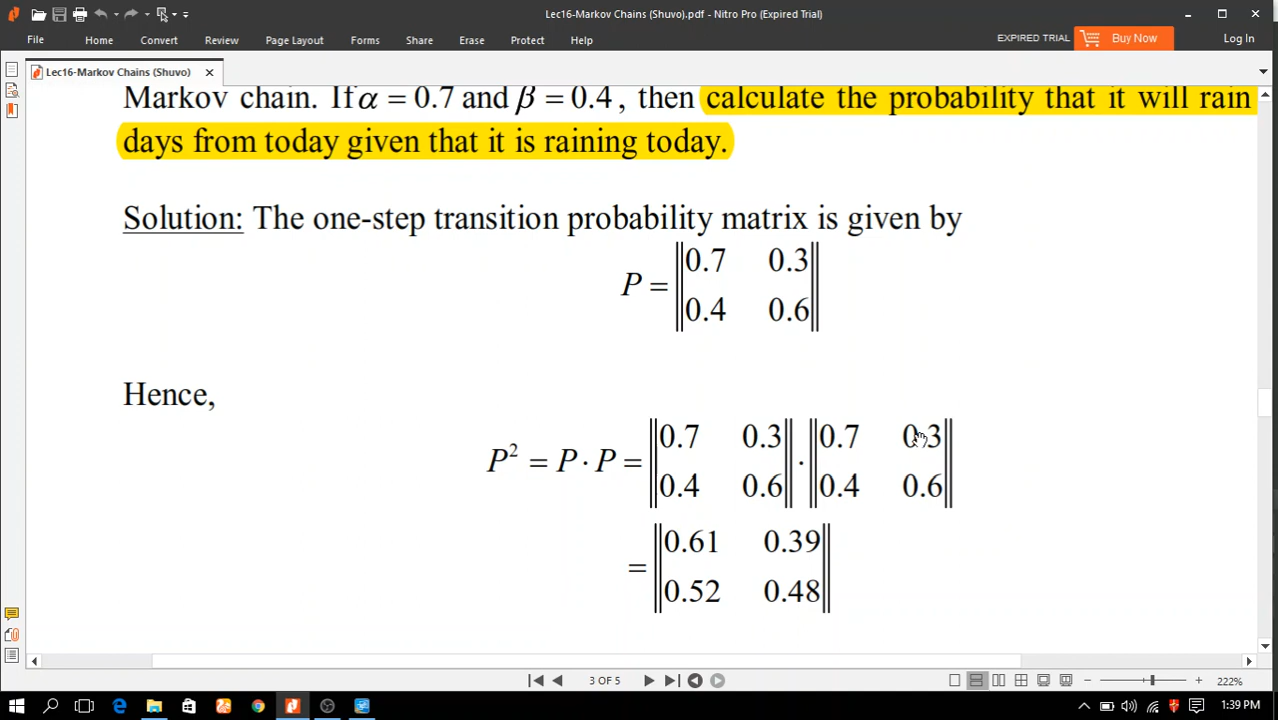 Lec16-Markov Chains (Shuvo).pdf - Nitro Pro (Expired Trial)
File Home Convert Review Page Layout Forms Share Erase Protect Help EXPIRED TRIAL Buy Now Log In
Lec16-Markov Chains (Shuvo) ×
Markov chain. If α = 0.7 and β = 0.4 , then calculate the probability that it will rain
days from today given that it is raining today.
Solution: The one-step transition probability matrix is given by
P = ‖0.7 0.3‖
‖0.4 0.6‖
Hence,
P² = P · P = ‖0.7 0.3‖ · ‖0.7 0.3‖
‖0.4 0.6‖ ‖0.4 0.6‖
= ‖0.61 0.39‖
‖0.52 0.48‖
3 OF 5
222%
1:39 PM